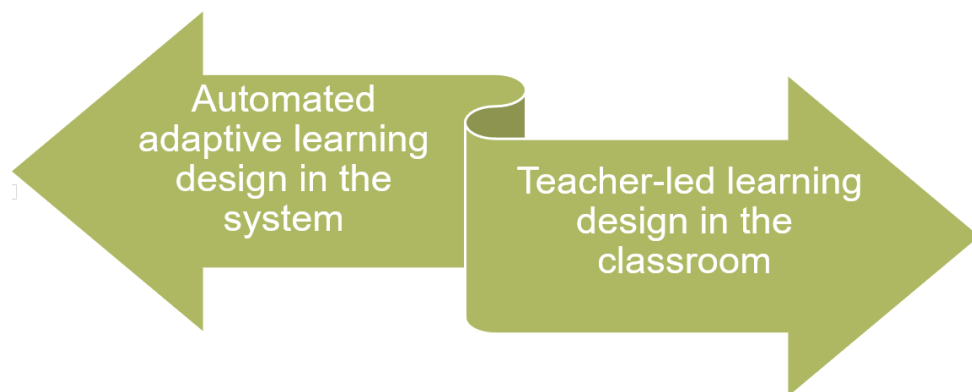 Automated
adaptive learning
design in the
system
Teacher-led learning
design in the
classroom